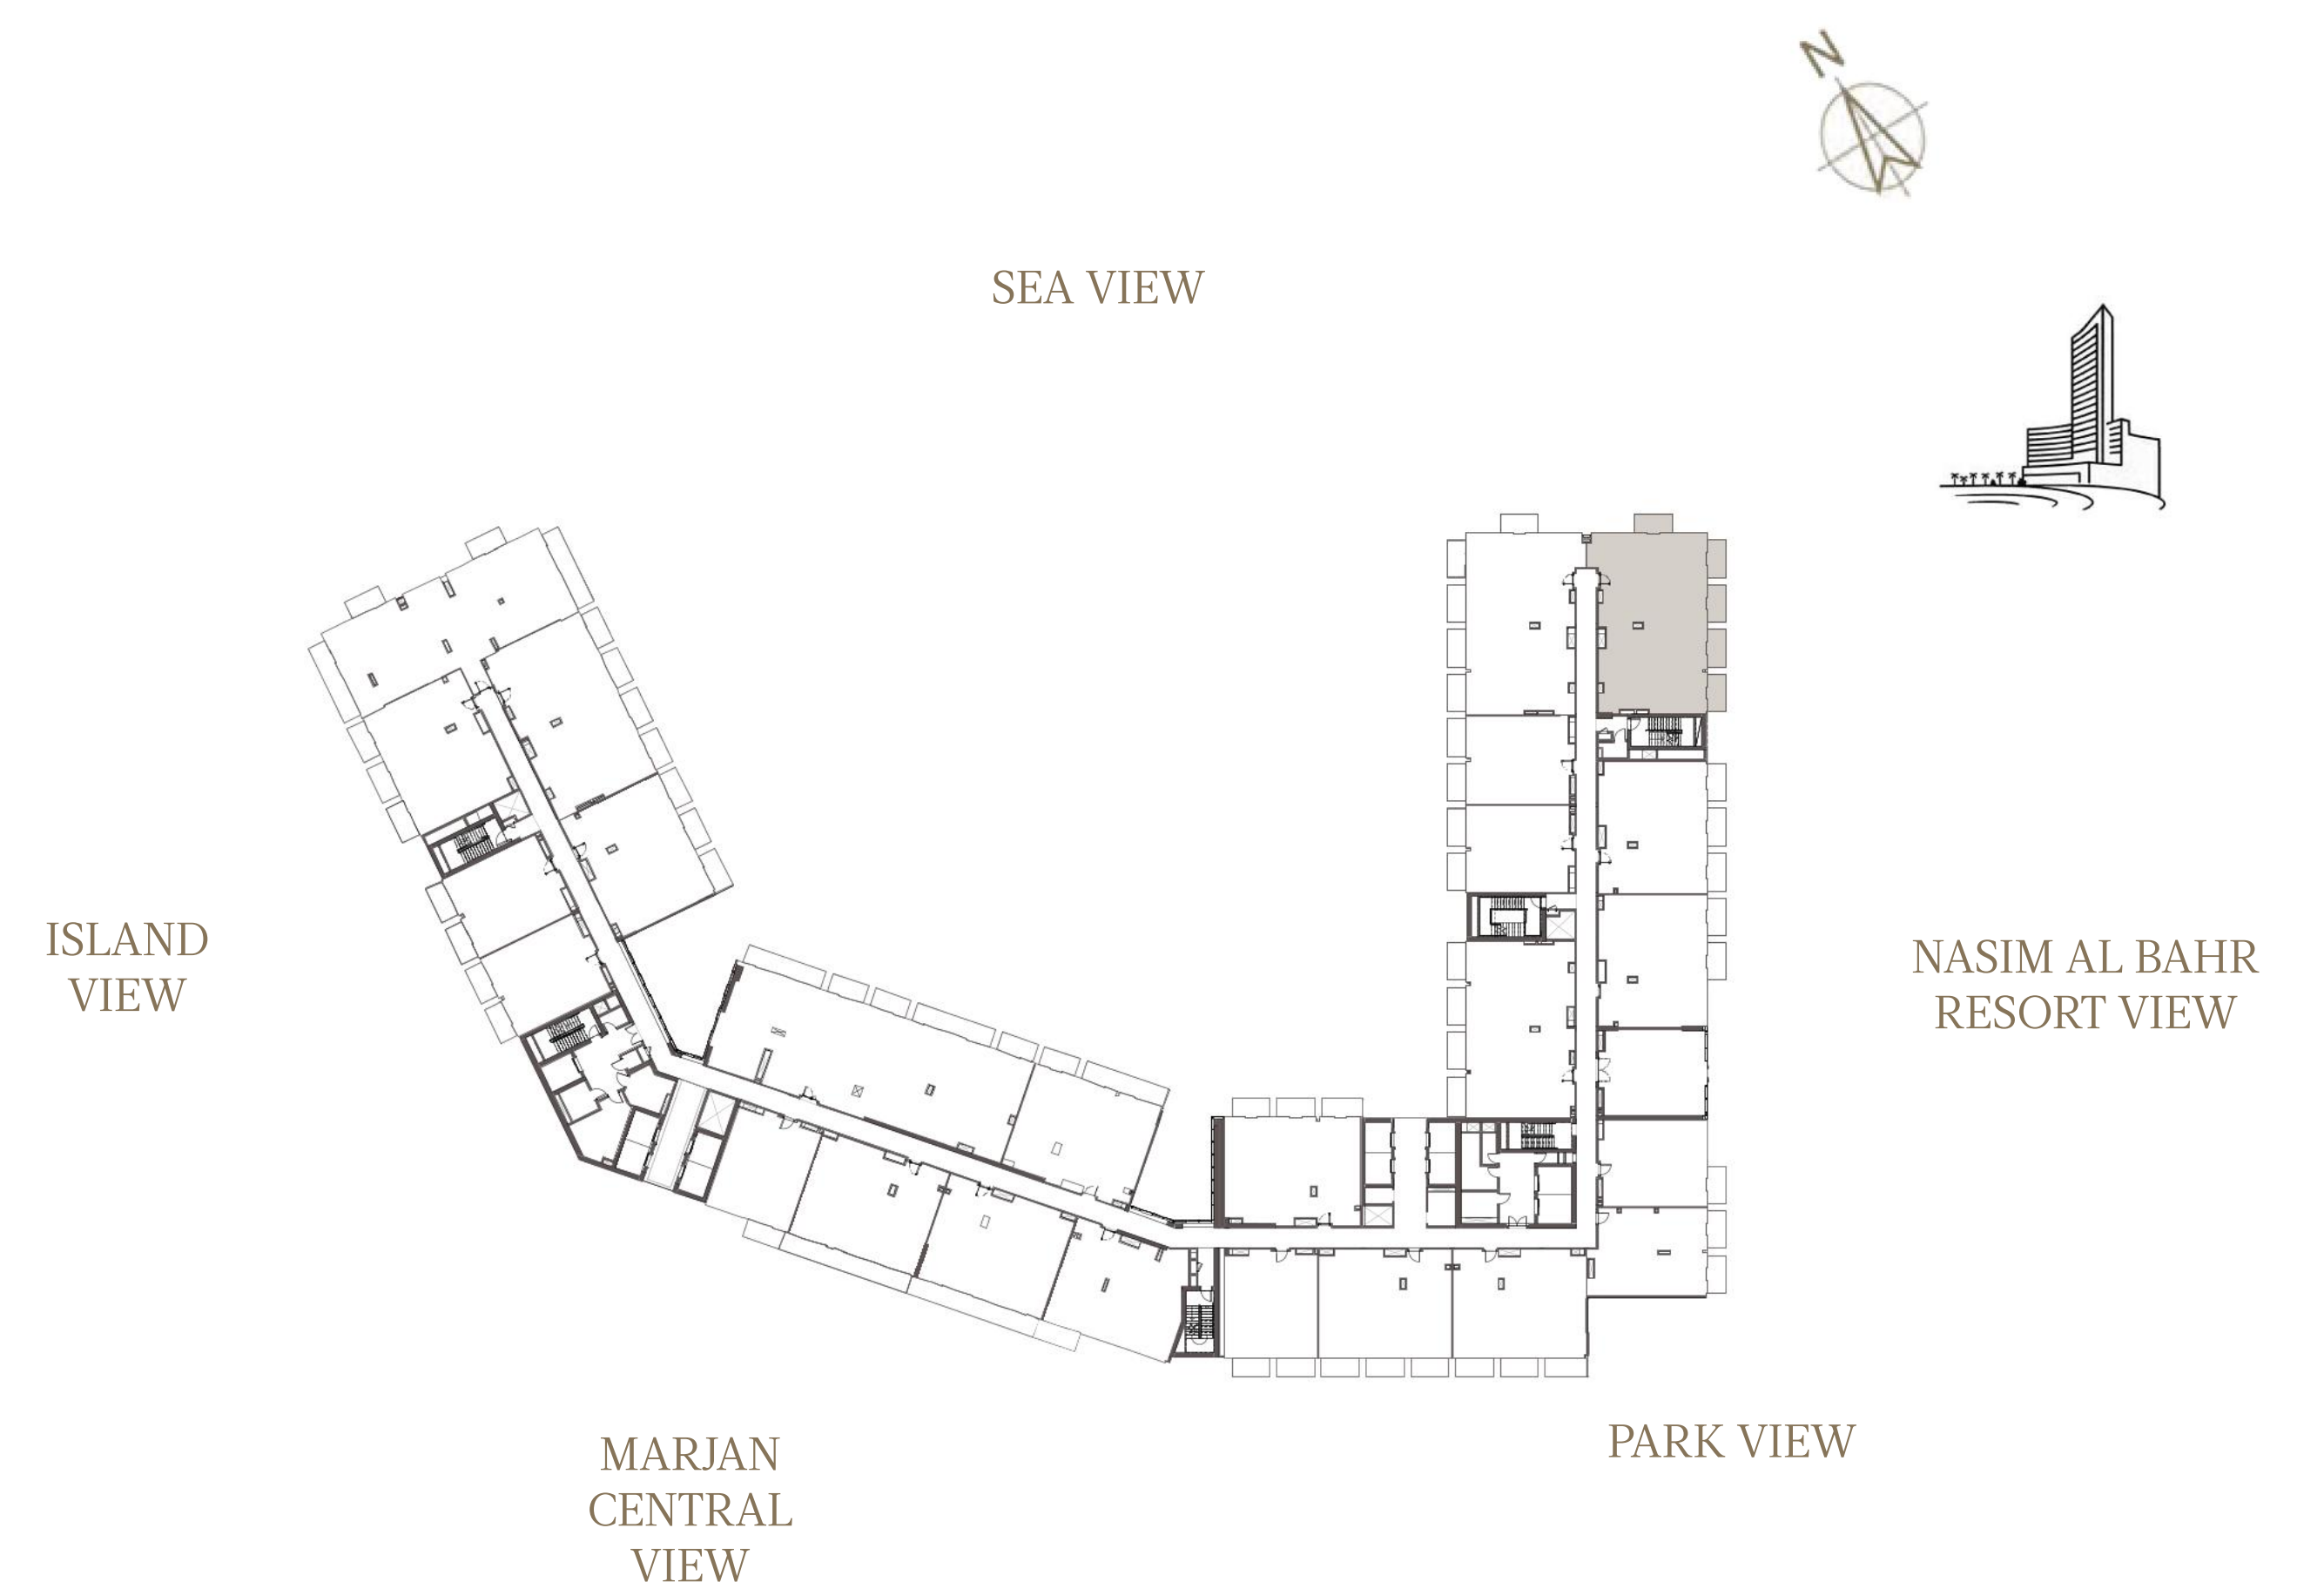 N
SEA VIEW
ISLAND
VIEW
NASIM AL BAHR
RESORT VIEW
PARK VIEW
MARJAN
CENTRAL
VIEW